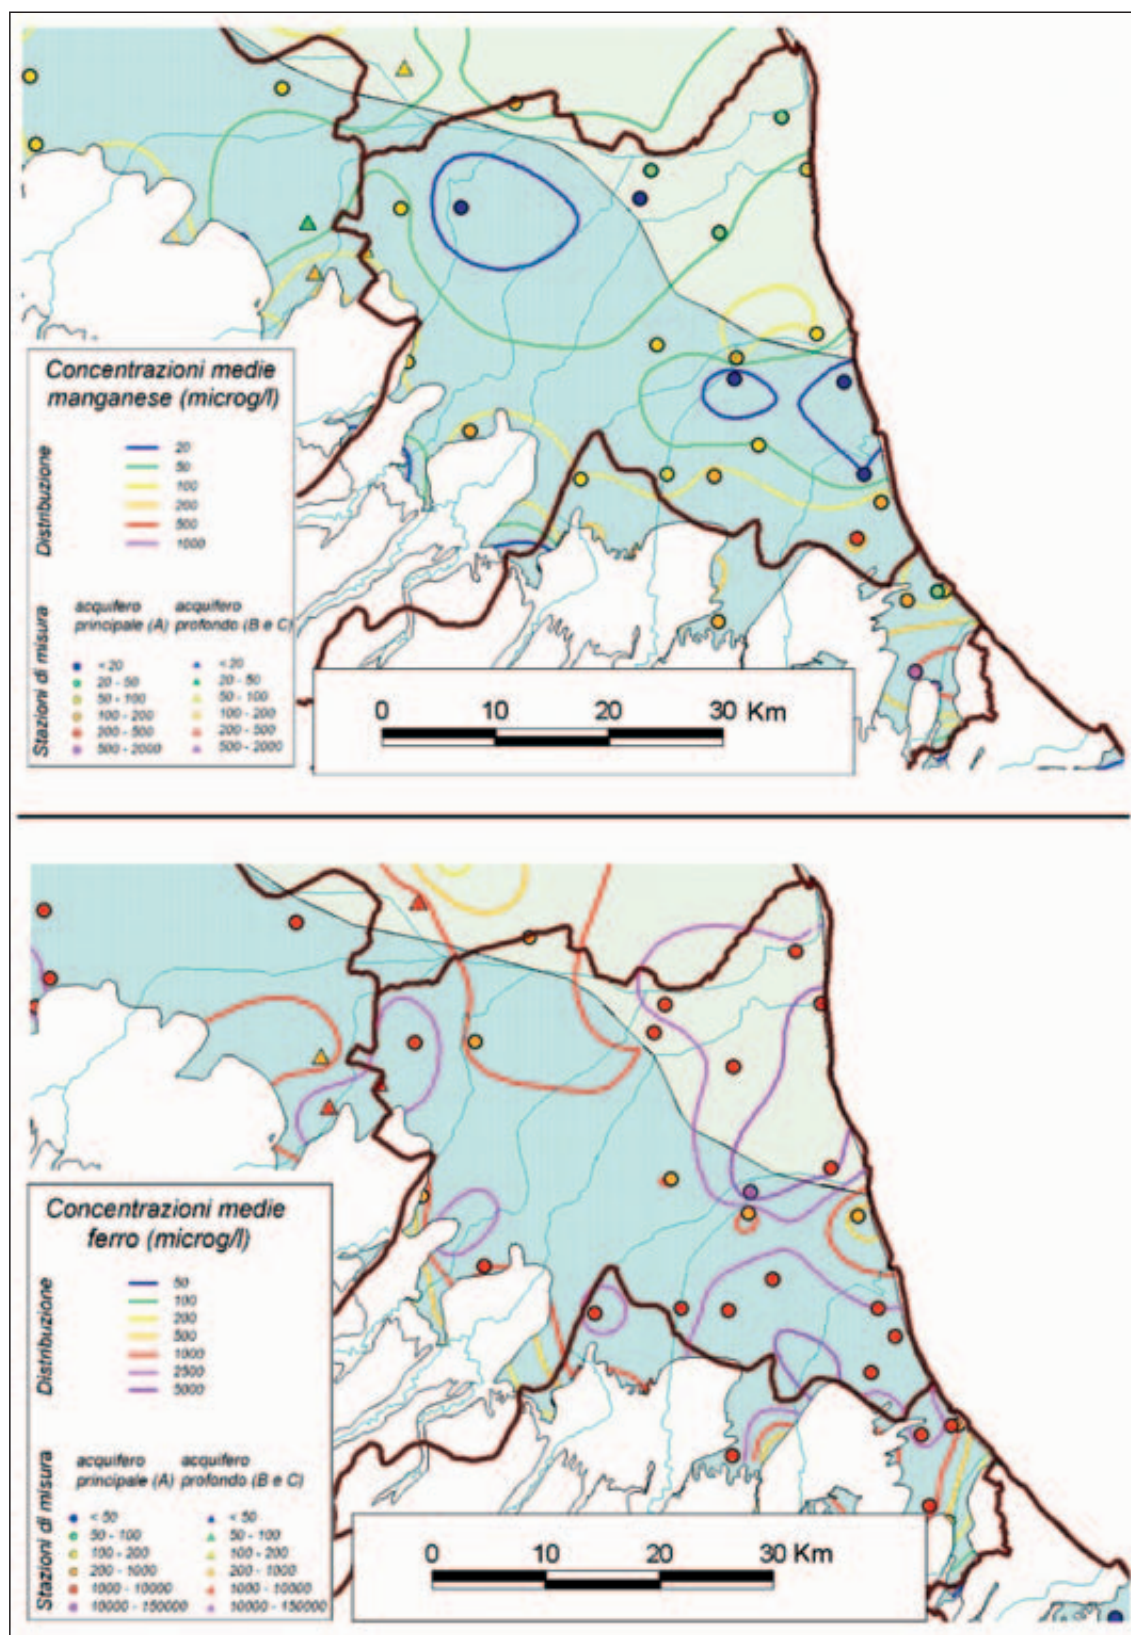 Concentrazioni medie
manganese (microg/l)
Distribuzione
20
50
100
200
500
1000
Stazioni di misura
acquifero acquifero
principale (A) profondo (B e C)
< 20 < 20
20 - 50 20 - 50
50 - 100 50 - 100
100 - 200 100 - 200
200 - 500 200 - 500
500 - 2000 500 - 2000
0 10 20 30 Km
Concentrazioni medie
ferro (microg/l)
Distribuzione
50
100
200
500
1000
2500
5000
Stazioni di misura
acquifero acquifero
principale (A) profondo (B e C)
< 50 < 50
50 - 100 50 - 100
100 - 200 100 - 200
200 - 1000 200 - 1000
1000 - 10000 1000 - 10000
10000 - 150000 10000 - 150000
0 10 20 30 Km